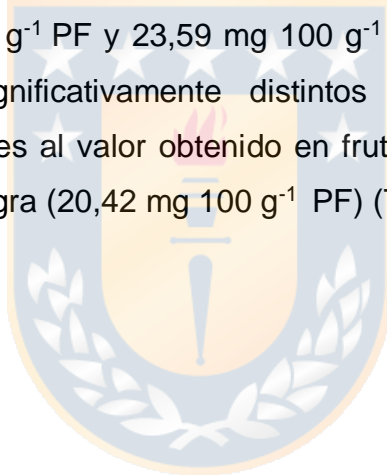 g⁻¹ PF y 23,59 mg 100 g⁻¹
gnificativamente distintos
es al valor obtenido en frut
gra (20,42 mg 100 g⁻¹ PF) (T